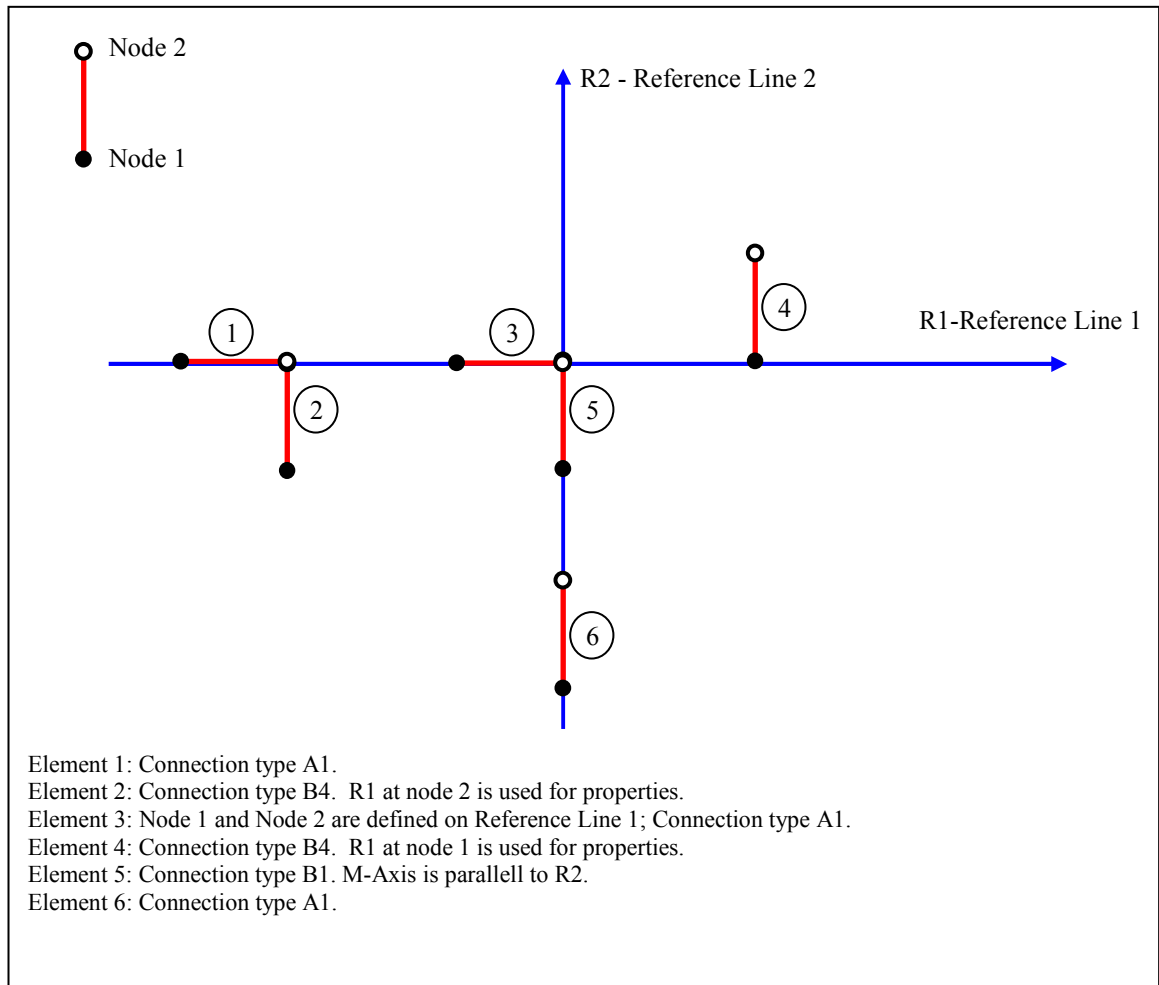 Node 2
R2 - Reference Line 2
Node 1
4
R1-Reference Line 1
1
3
2
5
6
Element 1: Connection type A1.
Element 2: Connection type B4.  R1 at node 2 is used for properties.
Element 3: Node 1 and Node 2 are defined on Reference Line 1; Connection type A1.
Element 4: Connection type B4.  R1 at node 1 is used for properties.
Element 5: Connection type B1. M-Axis is parallell to R2.
Element 6: Connection type A1.